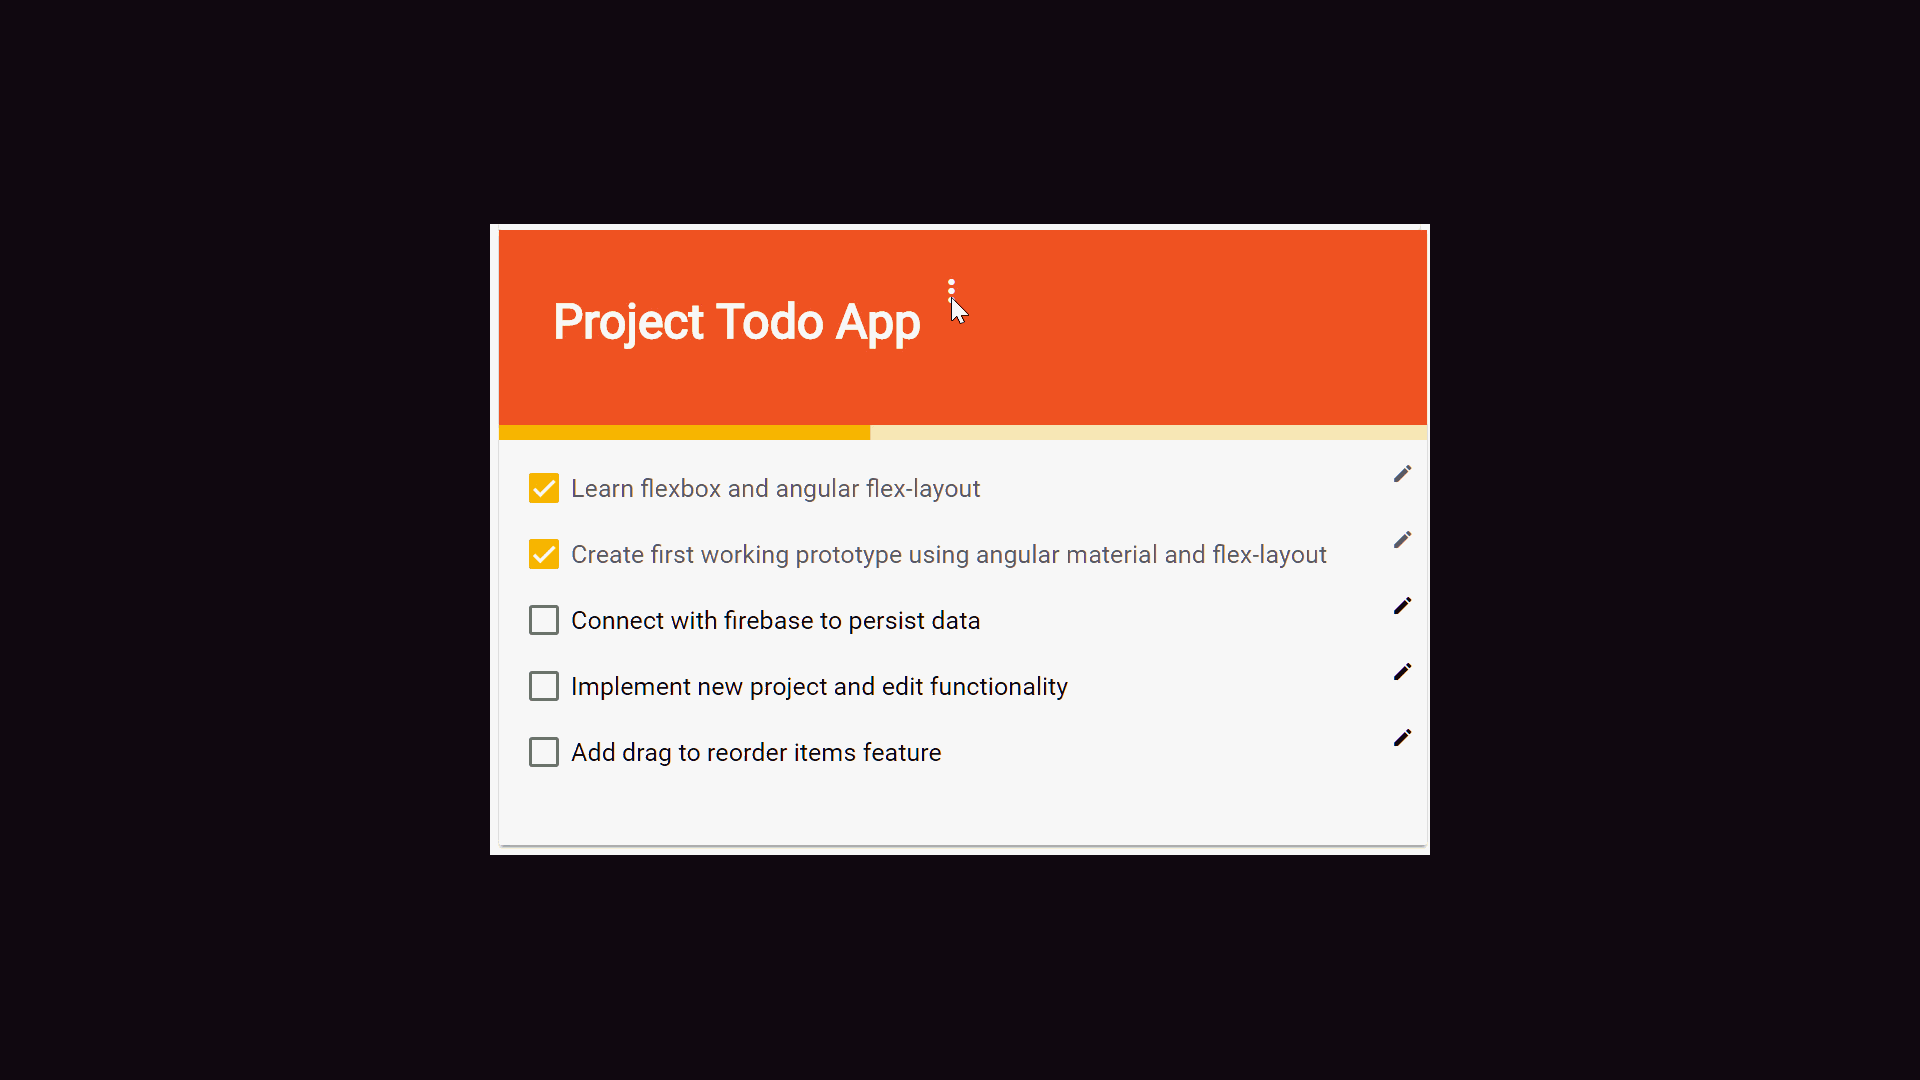 Project Todo App
Learn flexbox and angular flex-layout
Create first working prototype using angular material and flex-layout
Connect with firebase to persist data
Implement new project and edit functionality
Add drag to reorder items feature